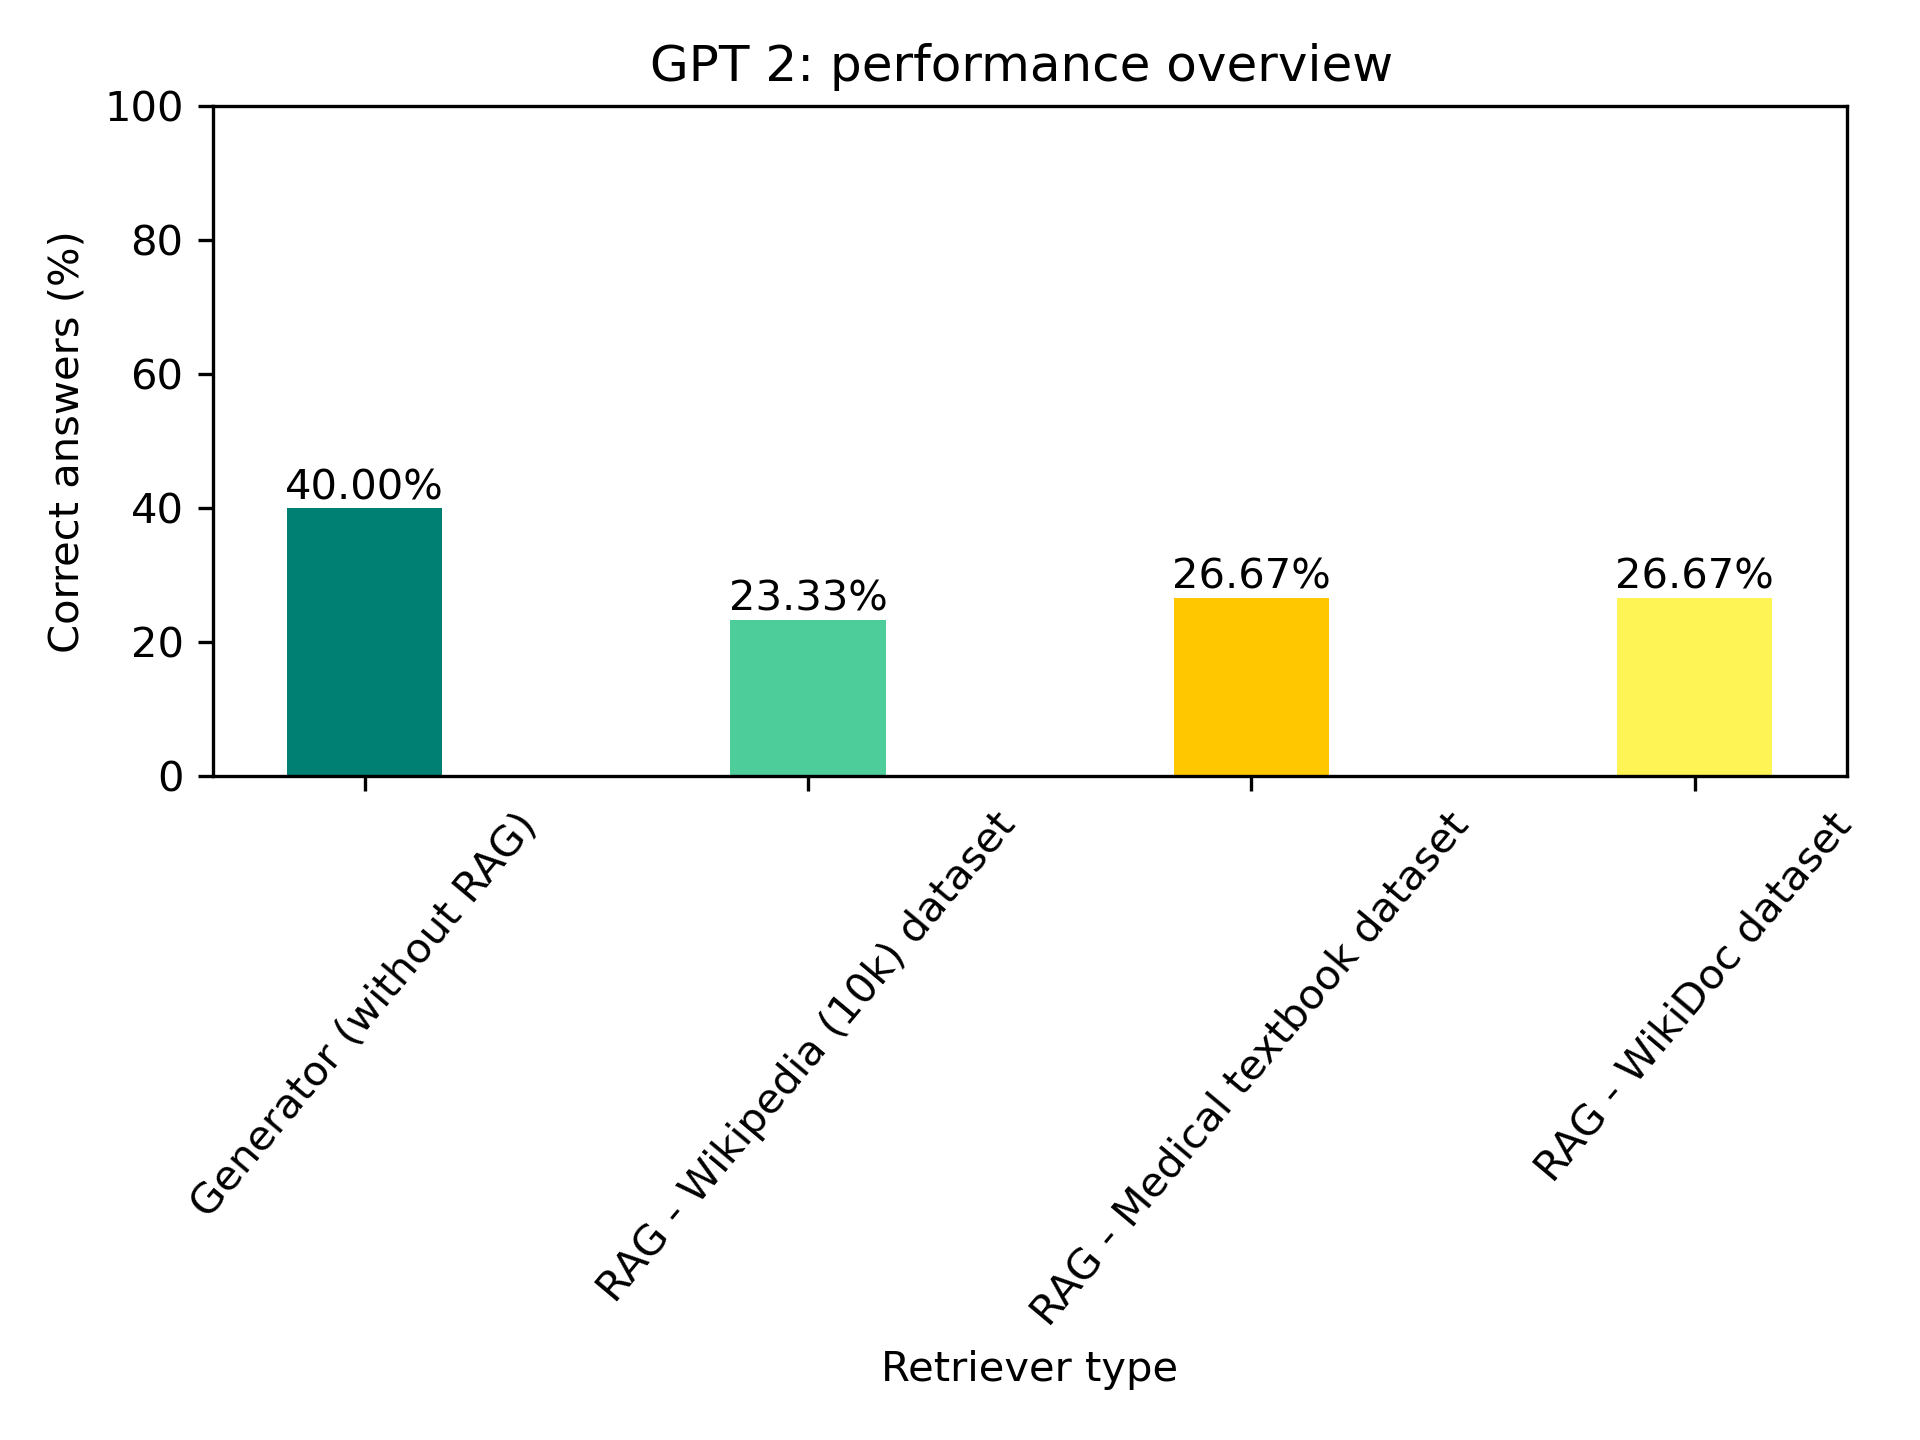 GPT 2: performance overview
Correct answers (%)
100
80
60
40
20
0
40.00%
23.33%
26.67%
26.67%
Generator (without RAG)
RAG - Wikipedia (10k) dataset
RAG - Medical textbook dataset
RAG - WikiDoc dataset
Retriever type